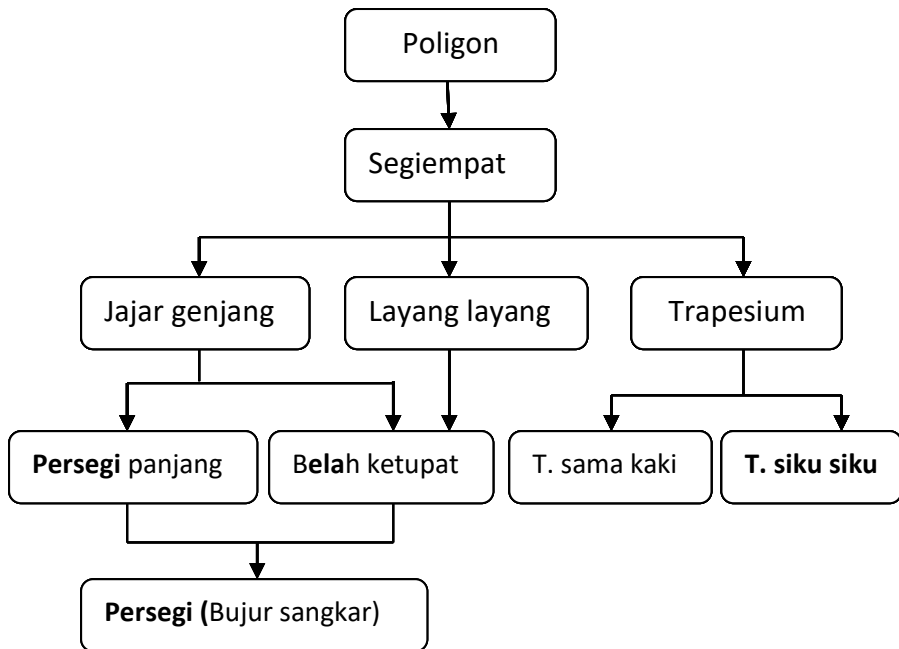 Poligon
Segiempat
Jajar genjang
Layang layang
Trapesium
Persegi panjang
Belah ketupat
T. sama kaki
T. siku siku
Persegi (Bujur sangkar)